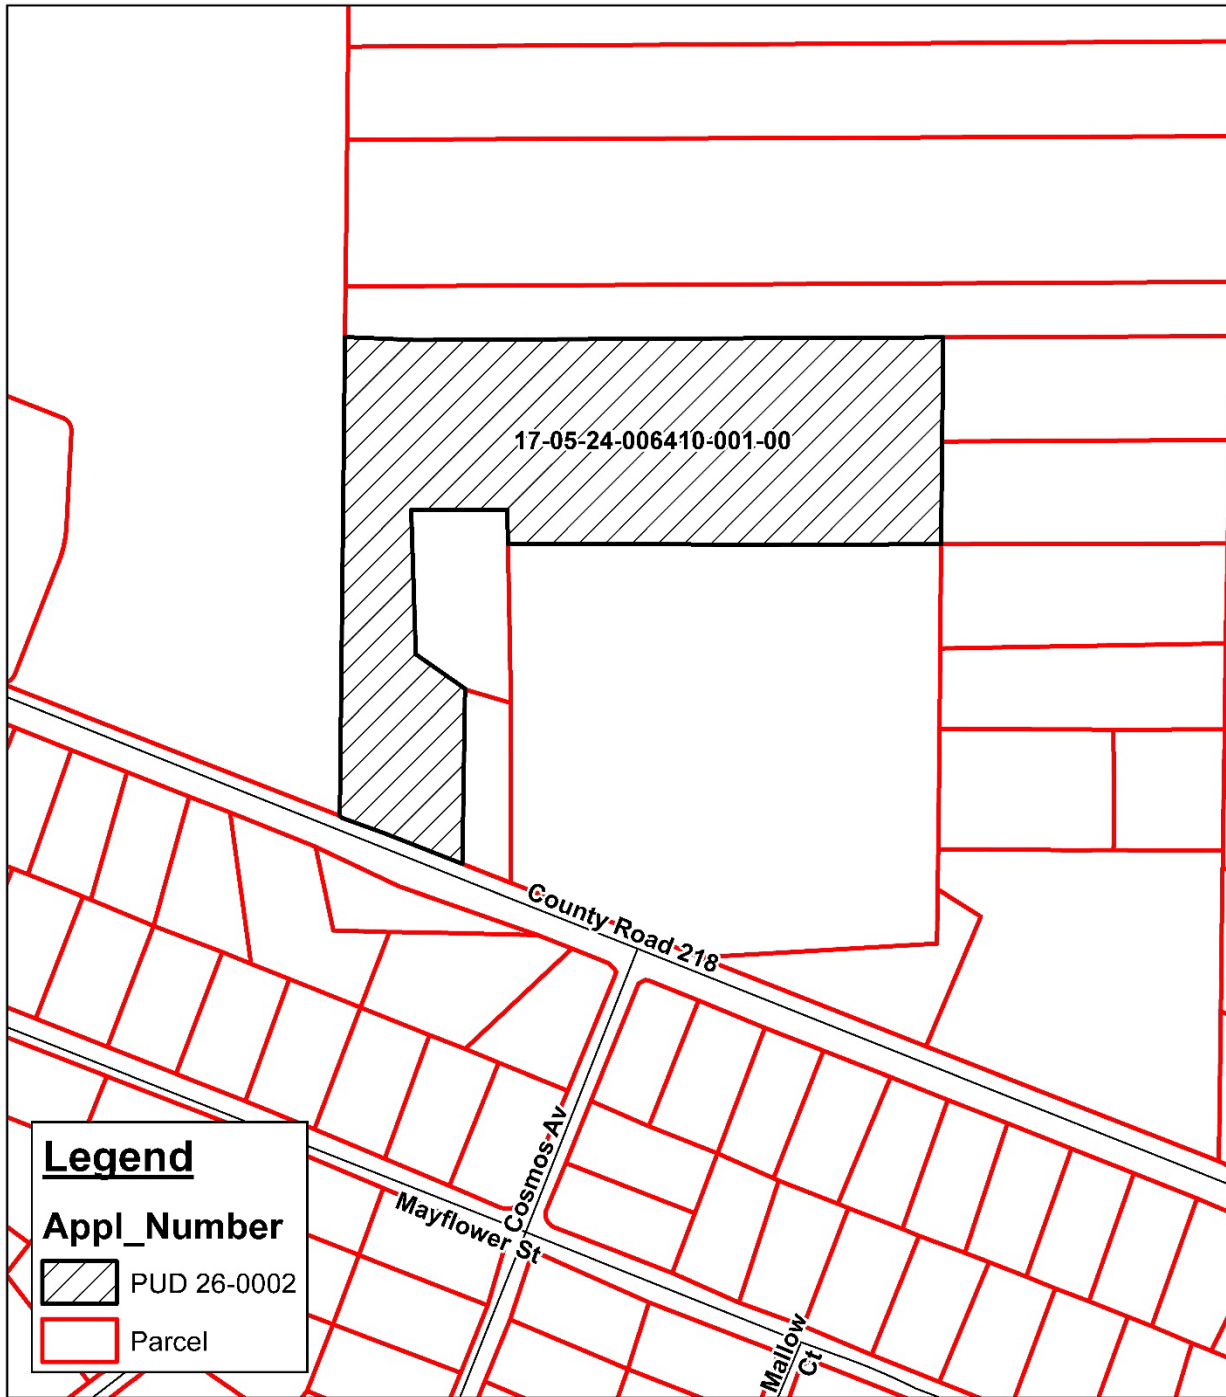 17-05-24-006410-001-00
County Road 218
Cosmos Av
Mayflower St
Mallow
Ct
Legend
Appl_Number
PUD 26-0002
Parcel